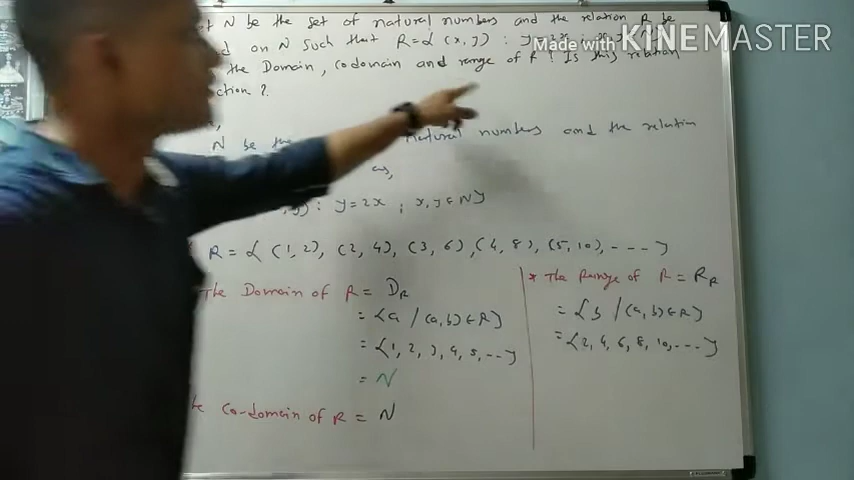 N be the set of natural numbers and the relation R be
on N such that R={(x, y) : y=2x ; x, y
the Domain, codomain and range of R! Is this relation
ction ?
Made with KINEMASTER
N be the natural numbers and the relation
as,
y) : y=2x ; x, y ∈ N}
R = { (1, 2), (2, 4), (3, 6), (4, 8), (5, 10), - - - - }
The Domain of R = D_R
= {a / (a, b) ∈ R}
= {1, 2, 3, 4, 5, ---}
= N
Co-domain of R = N
* The Range of R = R_R
= {b / (a, b) ∈ R}
= {2, 4, 6, 8, 10, ---- }